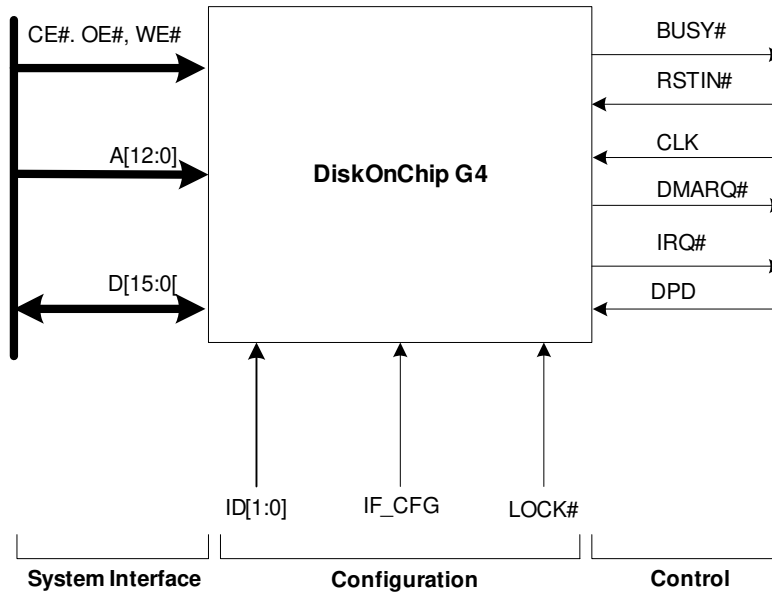 CE#. OE#, WE#
A[12:0]
D[15:0[
DiskOnChip G4
BUSY#
RSTIN#
CLK
DMARQ#
IRQ#
DPD
ID[1:0]
IF_CFG
LOCK#
System Interface
Configuration
Control